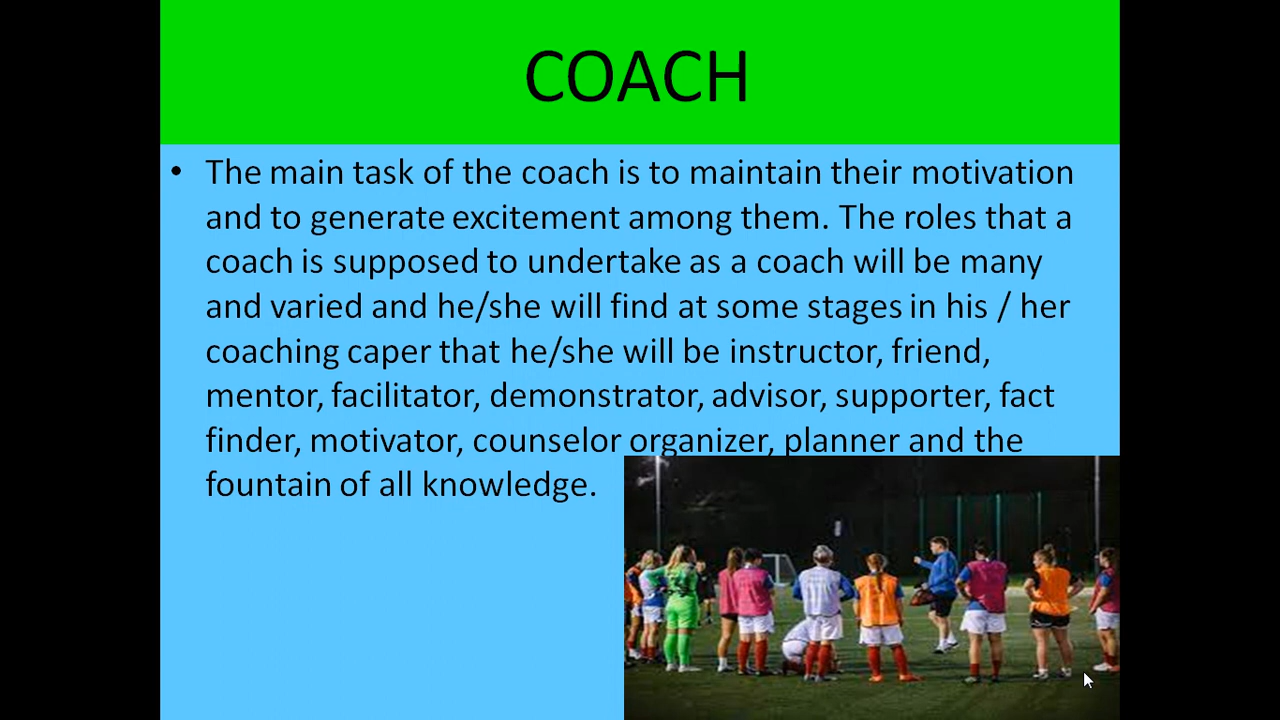 COACH
• The main task of the coach is to maintain their motivation
and to generate excitement among them. The roles that a
coach is supposed to undertake as a coach will be many
and varied and he/she will find at some stages in his / her
coaching caper that he/she will be instructor, friend,
mentor, facilitator, demonstrator, advisor, supporter, fact
finder, motivator, counselor organizer, planner and the
fountain of all knowledge.